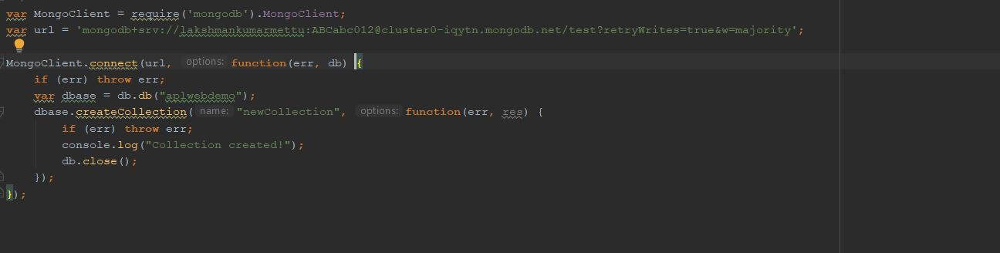 var MongoClient = require('mongodb').MongoClient;
var url = 'mongodb+srv://lakshmankumarmettu:ABCabc012@cluster0-iqytn.mongodb.net/test?retryWrites=true&w=majority';
MongoClient.connect(url, options: function(err, db) {
if (err) throw err;
var dbase = db.db("aplwebdemo");
dbase.createCollection( name: "newCollection", options: function(err, res) {
if (err) throw err;
console.log("Collection created!");
db.close();
});
});